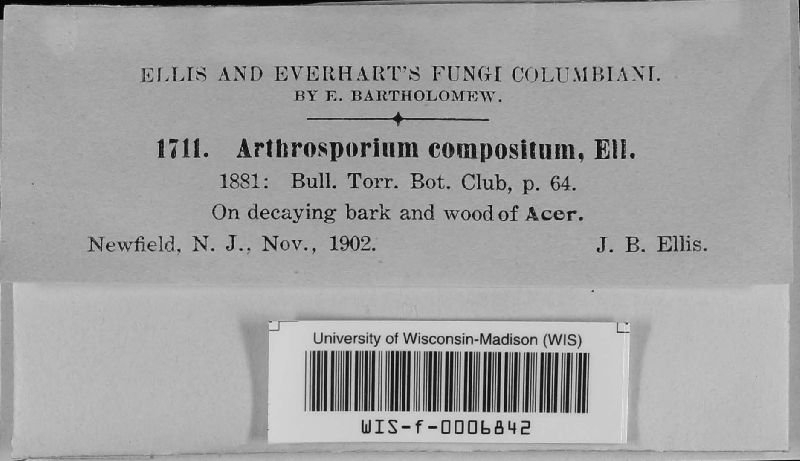 ELLIS AND EVERHART'S FUNGI COLUMBIANI.
BY E. BARTHOLOMEW.
1711. Arthrosporium compositum, Ell.
1881: Bull. Torr. Bot. Club, p. 64.
On decaying bark and wood of Acer.
Newfield, N. J., Nov., 1902. J. B. Ellis.
University of Wisconsin-Madison (WIS)
WIS-f-0006842